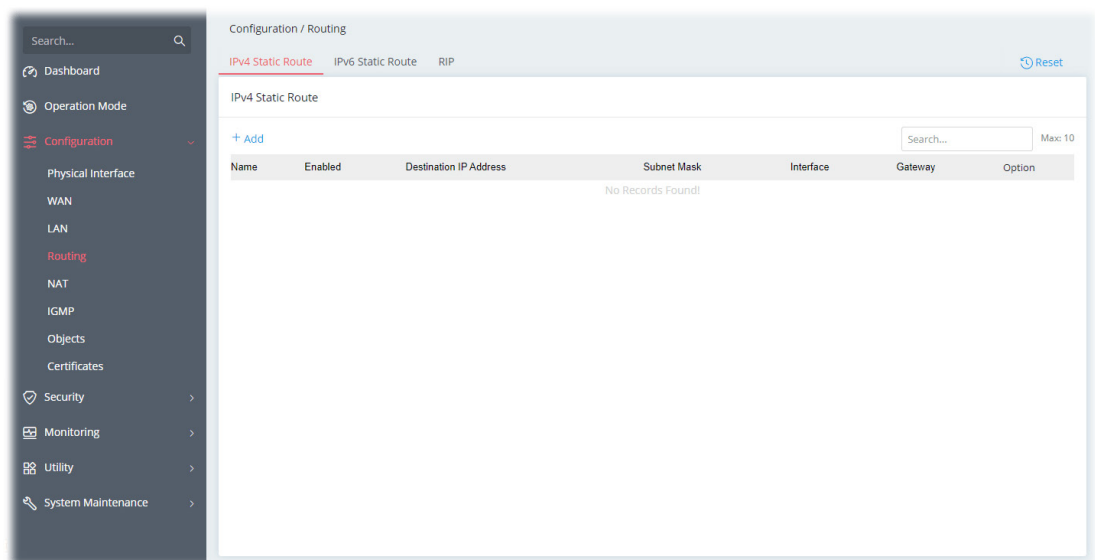 Search...
Dashboard
Operation Mode
Configuration
Physical Interface
WAN
LAN
Routing
NAT
IGMP
Objects
Certificates
Security
Monitoring
Utility
System Maintenance
Configuration / Routing
IPv4 Static Route IPv6 Static Route RIP Reset
IPv4 Static Route
+ Add Search... Max: 10
Name Enabled Destination IP Address Subnet Mask Interface Gateway Option
No Records Found!